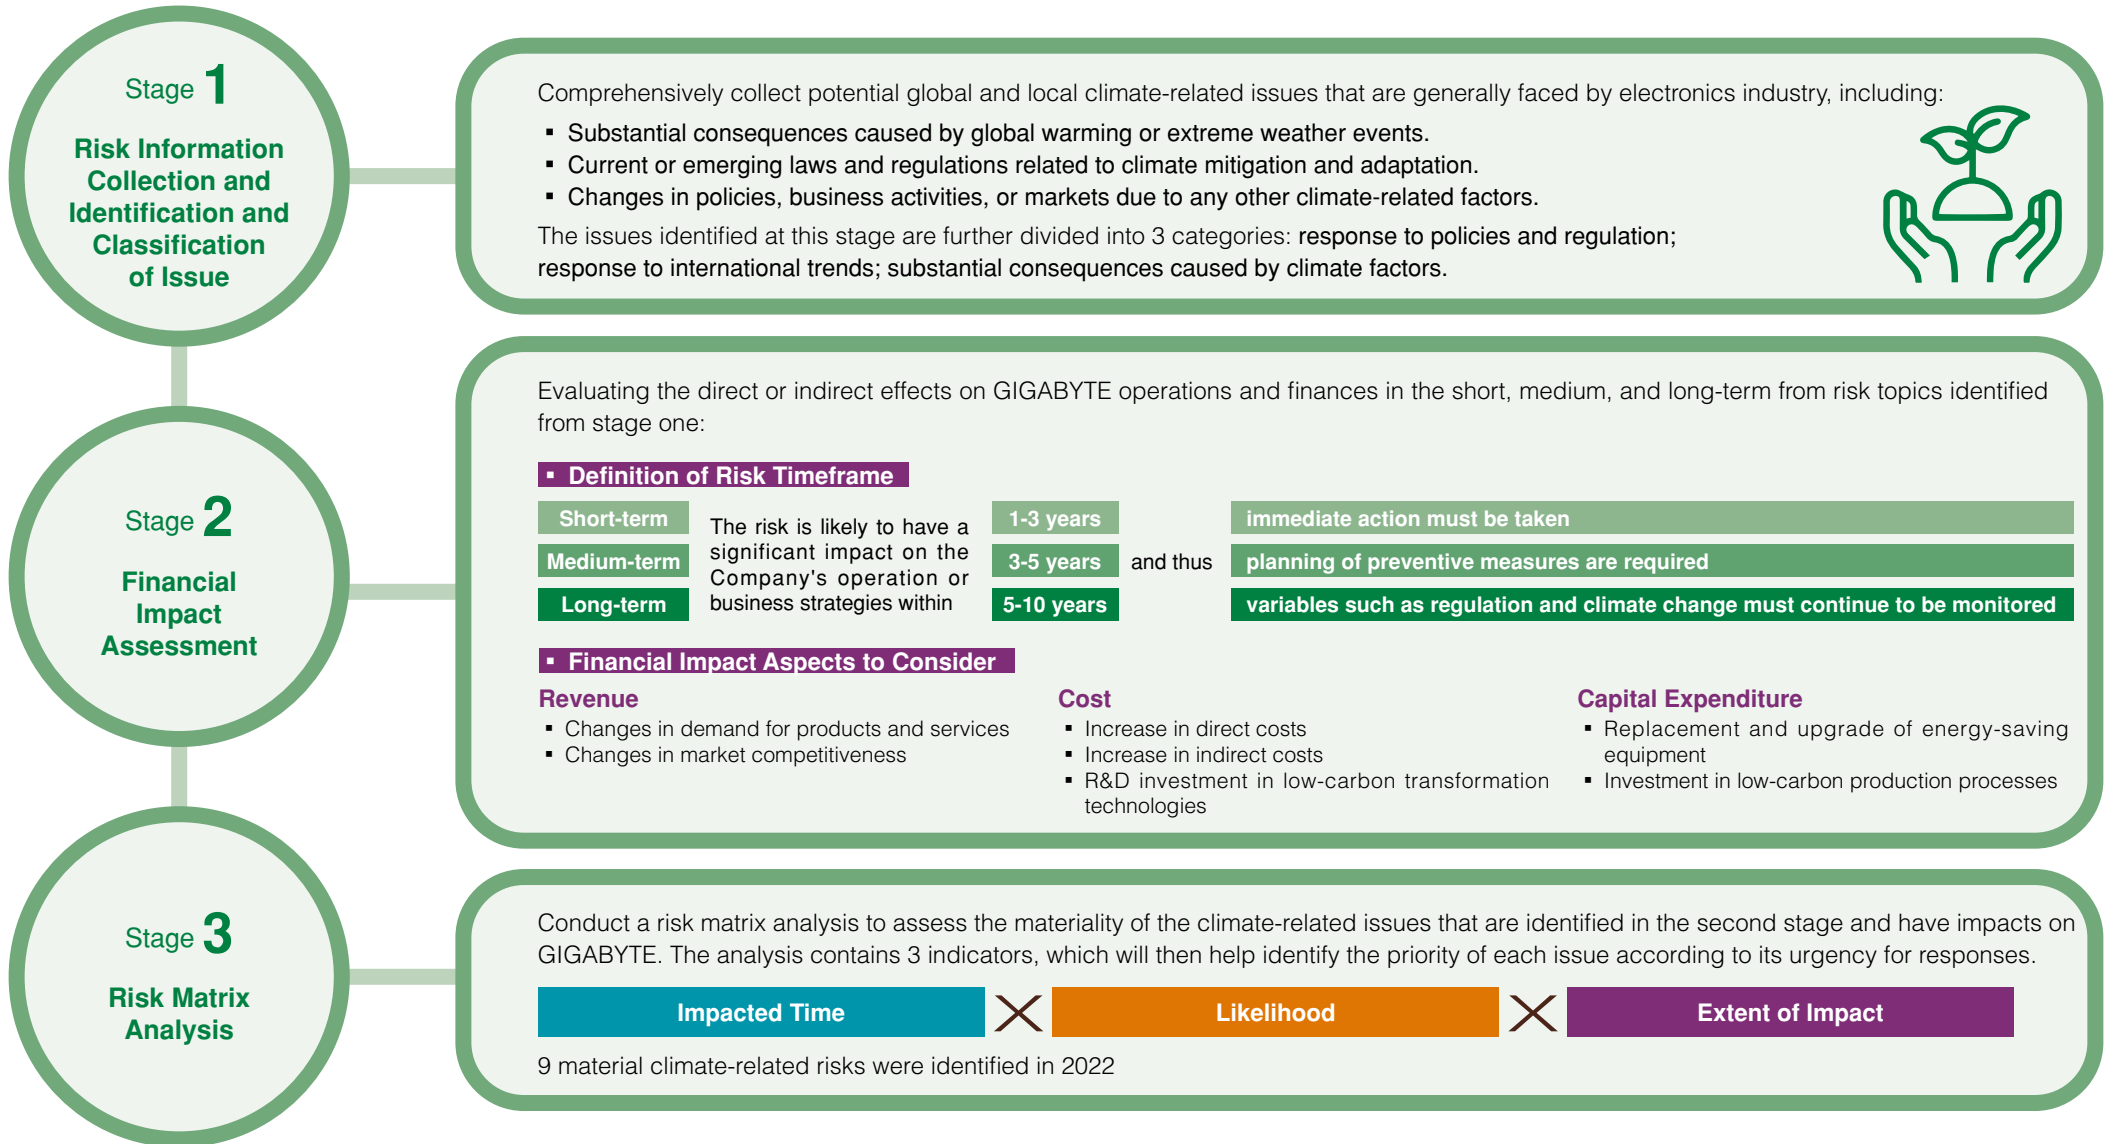 Stage 1
Risk Information
Collection and
Identification and
Classification
of Issue
Comprehensively collect potential global and local climate-related issues that are generally faced by electronics industry, including:
▪ Substantial consequences caused by global warming or extreme weather events.
▪ Current or emerging laws and regulations related to climate mitigation and adaptation.
▪ Changes in policies, business activities, or markets due to any other climate-related factors.
The issues identified at this stage are further divided into 3 categories: response to policies and regulation;
response to international trends; substantial consequences caused by climate factors.
Stage 2
Financial
Impact
Assessment
Evaluating the direct or indirect effects on GIGABYTE operations and finances in the short, medium, and long-term from risk topics identified
from stage one:
▪ Definition of Risk Timeframe
Short-term
Medium-term
Long-term
The risk is likely to have a
significant impact on the
Company's operation or
business strategies within
1-3 years
3-5 years
5-10 years
and thus
immediate action must be taken
planning of preventive measures are required
variables such as regulation and climate change must continue to be monitored
▪ Financial Impact Aspects to Consider
Revenue
▪ Changes in demand for products and services
▪ Changes in market competitiveness
Cost
▪ Increase in direct costs
▪ Increase in indirect costs
▪ R&D investment in low-carbon transformation
technologies
Capital Expenditure
▪ Replacement and upgrade of energy-saving
equipment
▪ Investment in low-carbon production processes
Stage 3
Risk Matrix
Analysis
Conduct a risk matrix analysis to assess the materiality of the climate-related issues that are identified in the second stage and have impacts on
GIGABYTE. The analysis contains 3 indicators, which will then help identify the priority of each issue according to its urgency for responses.
Impacted Time × Likelihood × Extent of Impact
9 material climate-related risks were identified in 2022